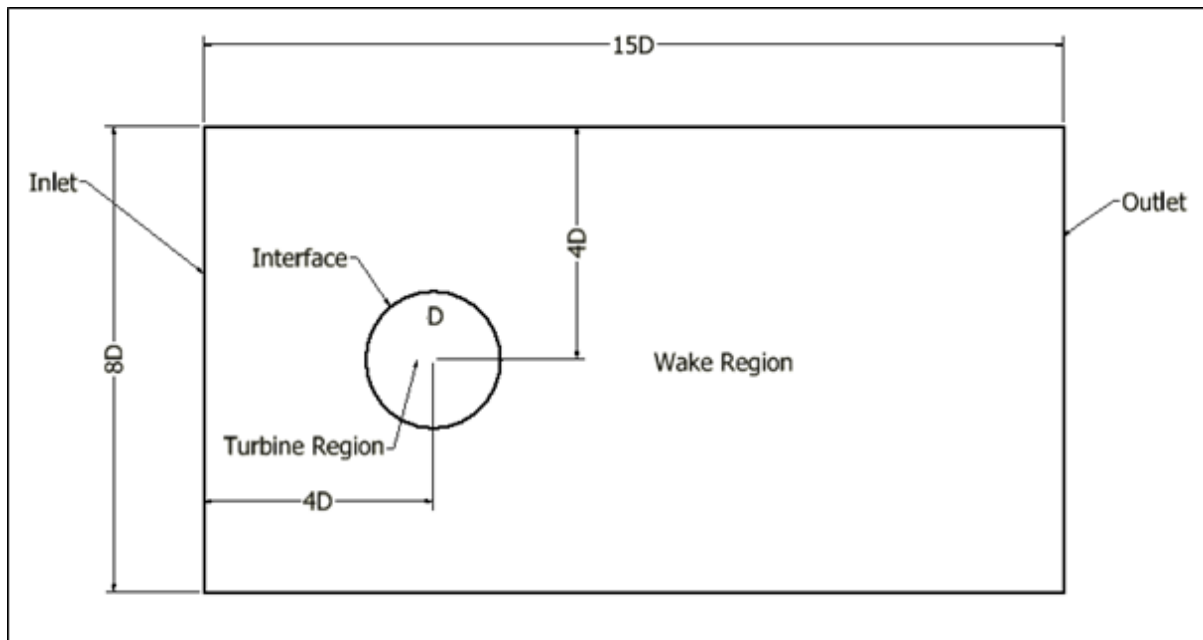 15D
Inlet
Outlet
Interface
4D
D
8D
Wake Region
Turbine Region
4D